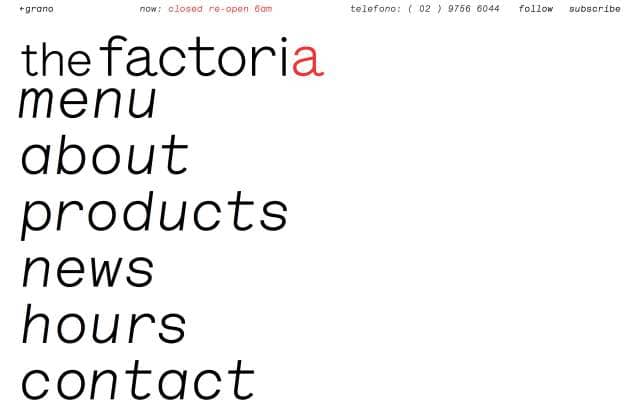 +grano now: closed re-open 6am telefono: ( 02 ) 9756 6044 follow subscribe
the factoria
menu
about
products
news
hours
contact